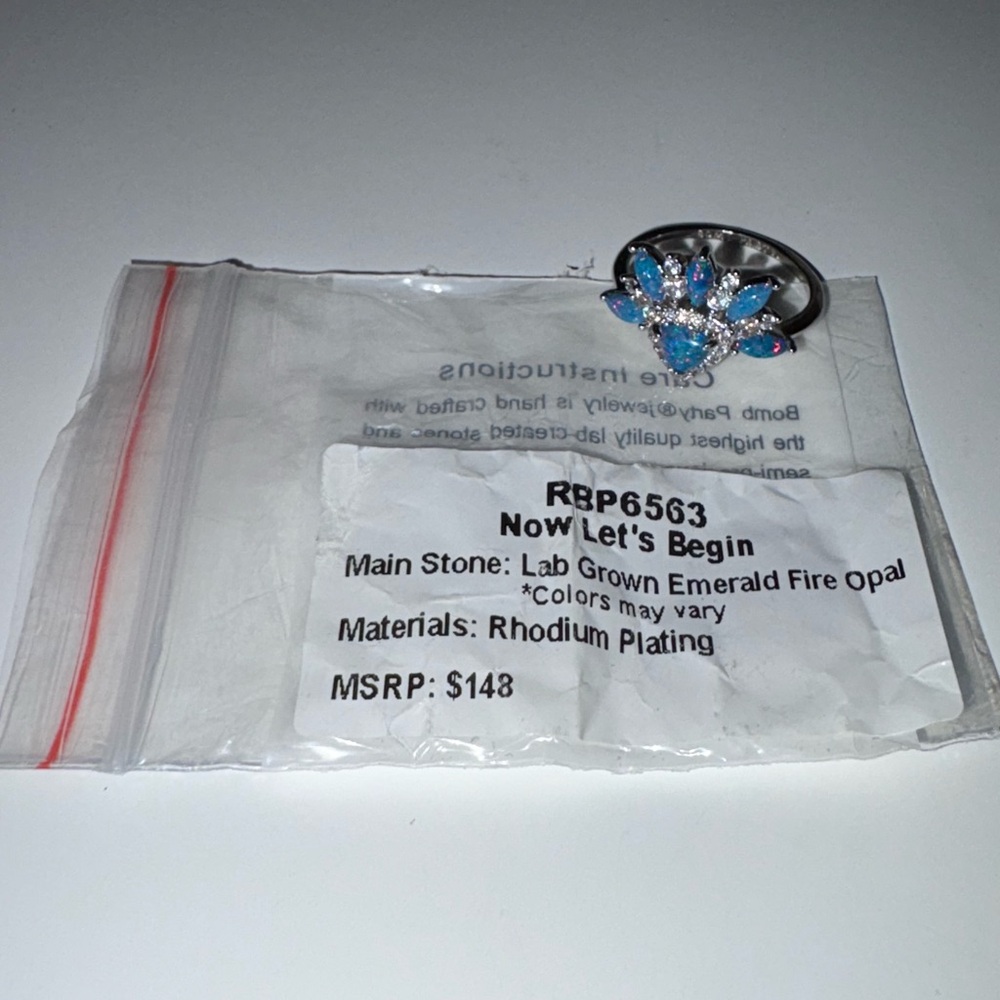 Care Instructions
Bomb Party® jewelry is hand crafted with
the highest quality lab-created stones and
RBP6563
Now Let's Begin
Main Stone: Lab Grown Emerald Fire Opal
*Colors may vary
Materials: Rhodium Plating
MSRP: $148